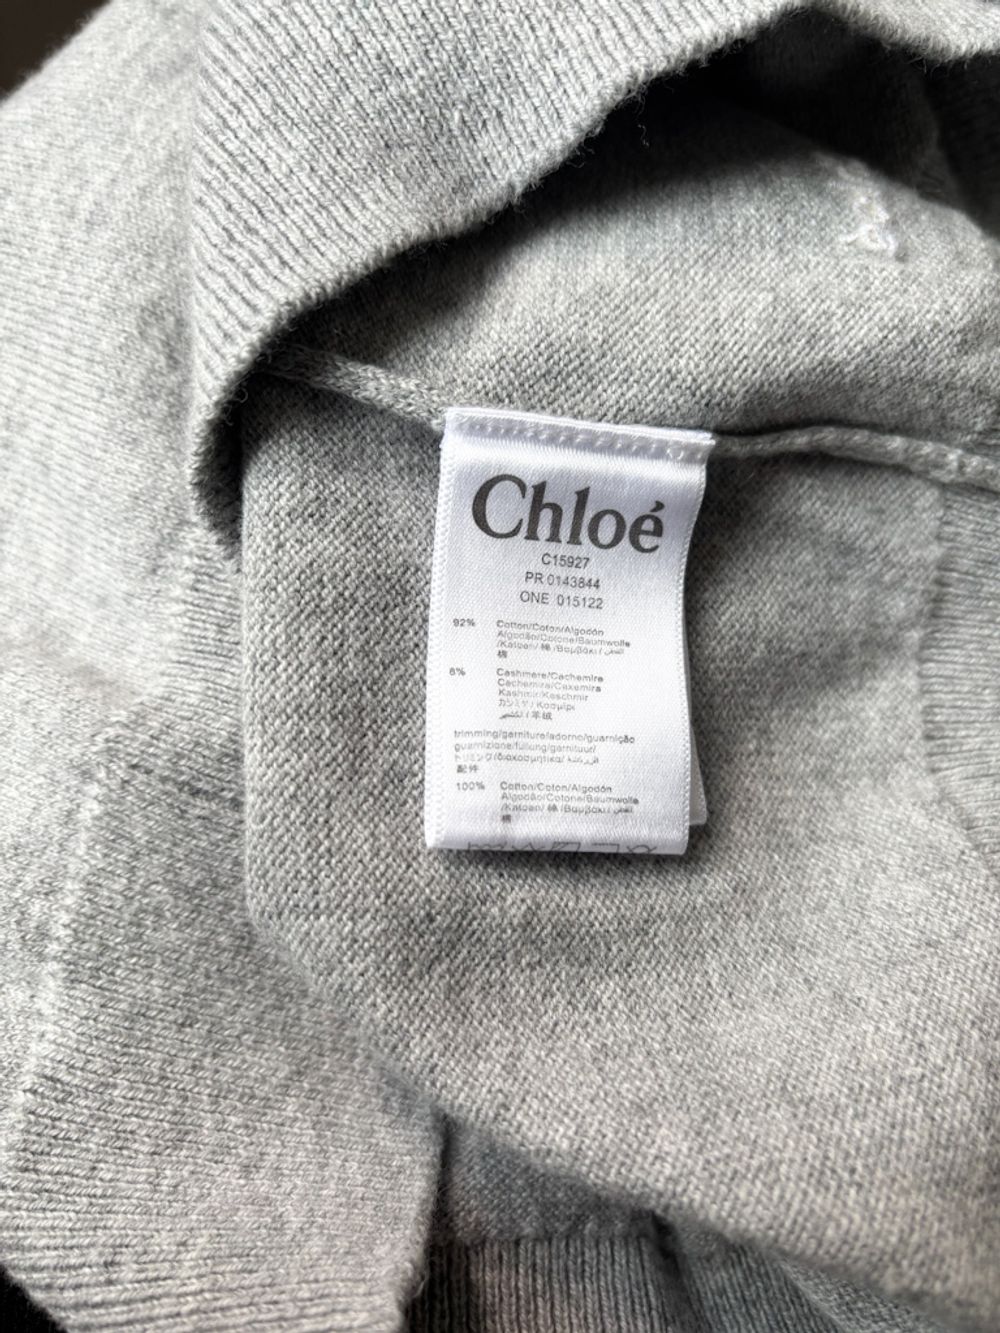 Chloé
C15927
PR 0143844
ONE 015122
92% Cotton/Coton/Algodón
Algodão/Cotone/Baumwolle
/Katoen/ 棉 /Βαμβάκι / القطن
棉
8% Cashmere/Cachemire
Cachemira/Caxemira
Kashmir/Kaschmir
カシミヤ / Κασμίρι
كشمير / 羊绒
trimming/garniture/adorno/guarnição
guarnizione/füllung/garnituur/
トリミング/διακοσμητικά/ الزركشة
配件
100% Cotton/Coton/Algodón
Algodão/Cotone/Baumwolle
/Katoen/ 棉 /Βαμβάκι / القطن
棉